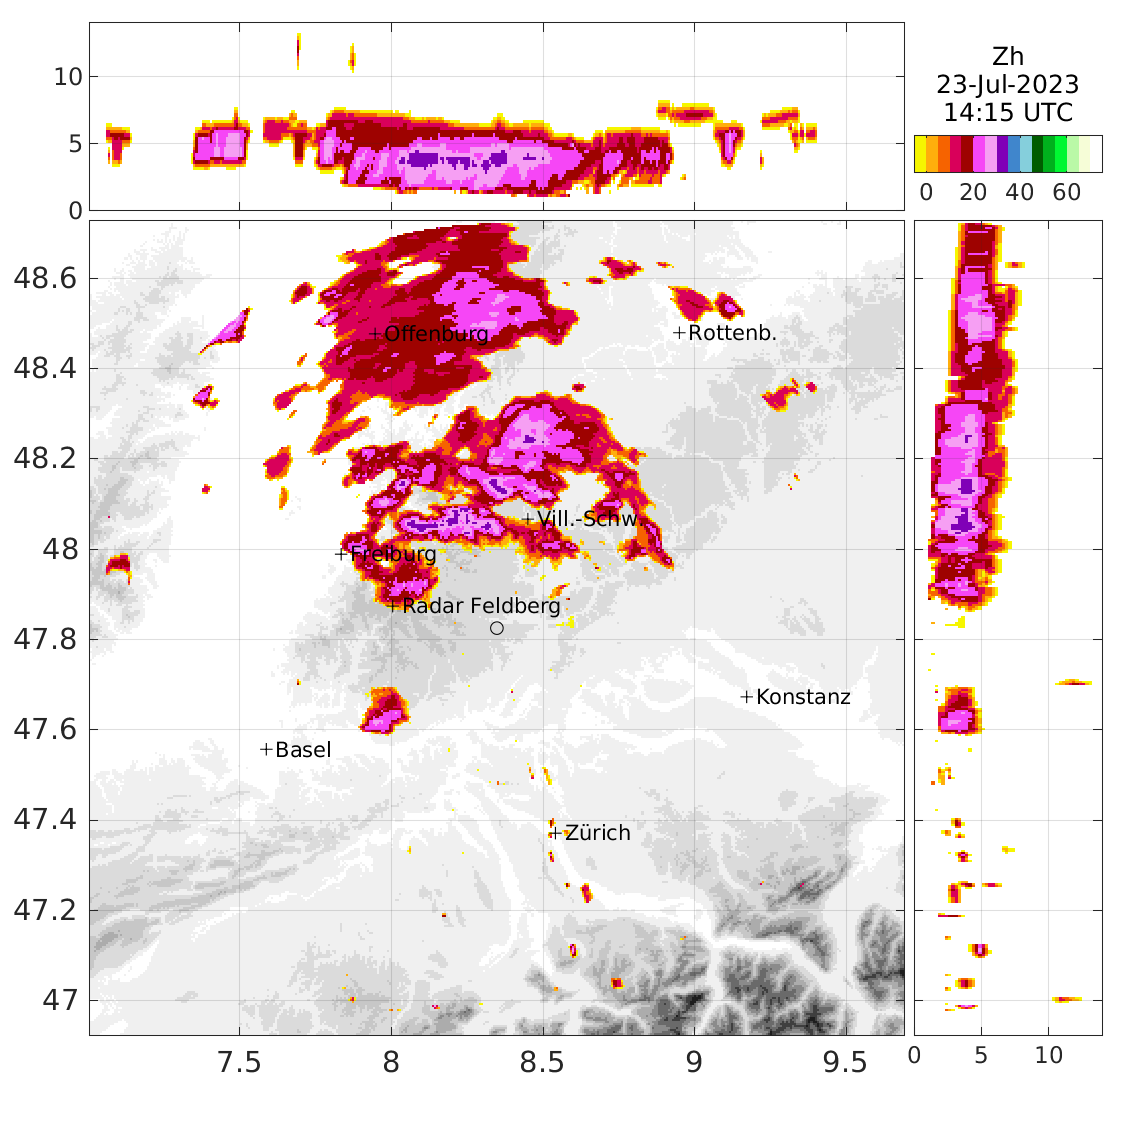 Zh
23-Jul-2023
14:15 UTC
0 20 40 60
10
5
0
48.6
48.4
48.2
48
47.8
47.6
47.4
47.2
47
Offenburg
Rottenb.
Vill.-Schw.
Freiburg
Radar Feldberg
Konstanz
Basel
Zürich
7.5 8 8.5 9 9.5
0 5 10